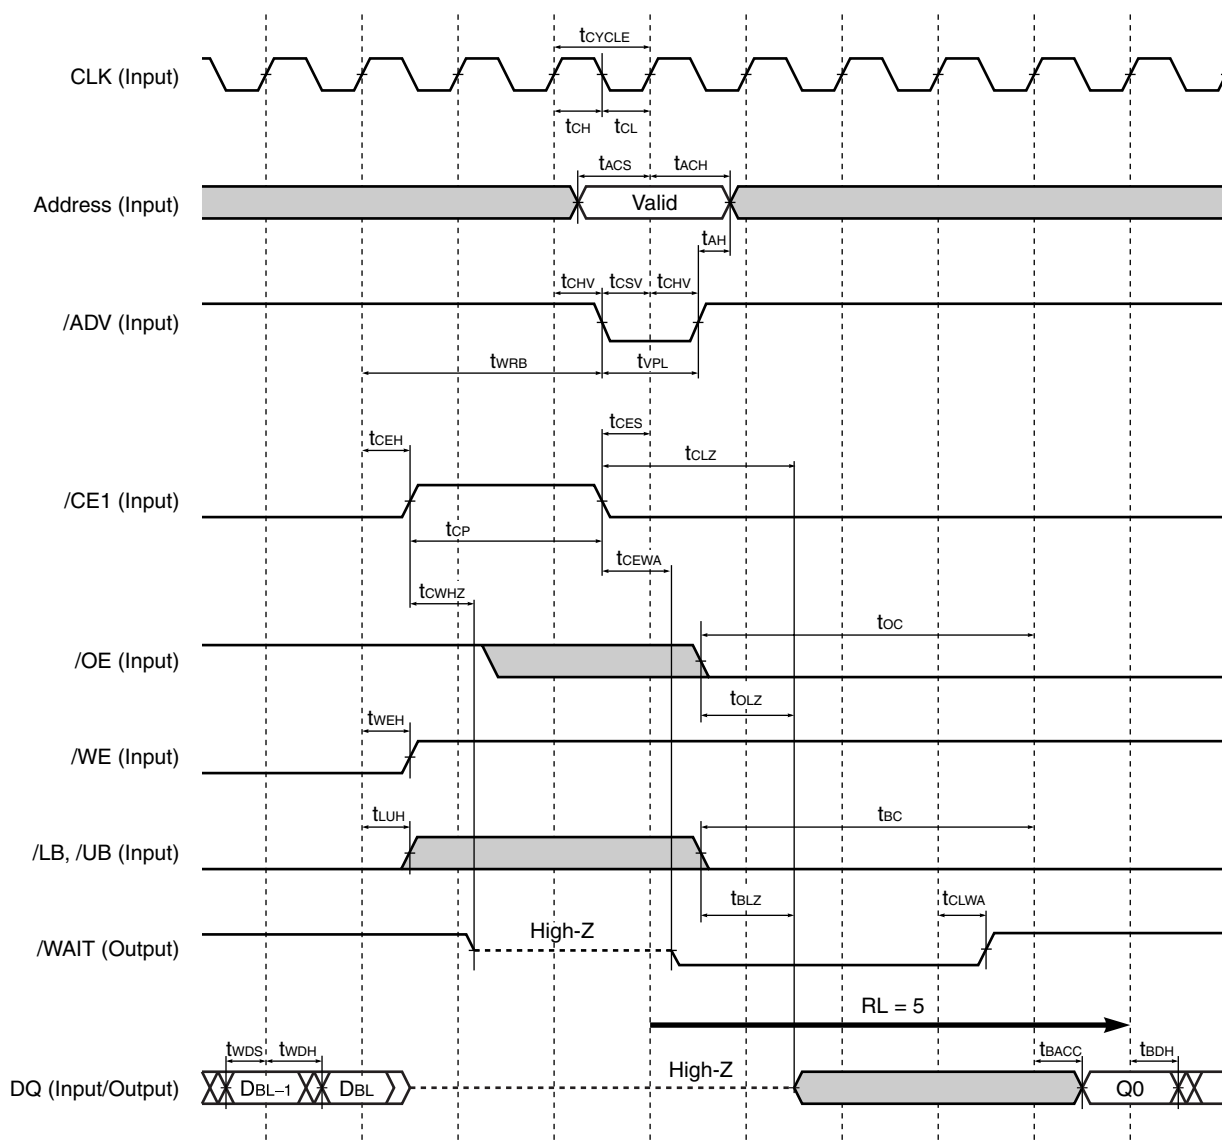 tCYCLE
CLK (Input)
tCH tCL
tACS tACH
Address (Input) Valid
tAH
tCHV tCSV tCHV
/ADV (Input)
tWRB tVPL
tCES
tCEH tCLZ
/CE1 (Input)
tCP
tCEWA
tCWHZ
tOC
/OE (Input)
tOLZ
tWEH
/WE (Input)
tLUH tBC
/LB, /UB (Input)
tBLZ tCLWA
High-Z
/WAIT (Output)
RL = 5
tWDS tWDH tBACC tBDH
High-Z
DQ (Input/Output) DBL–1 DBL Q0